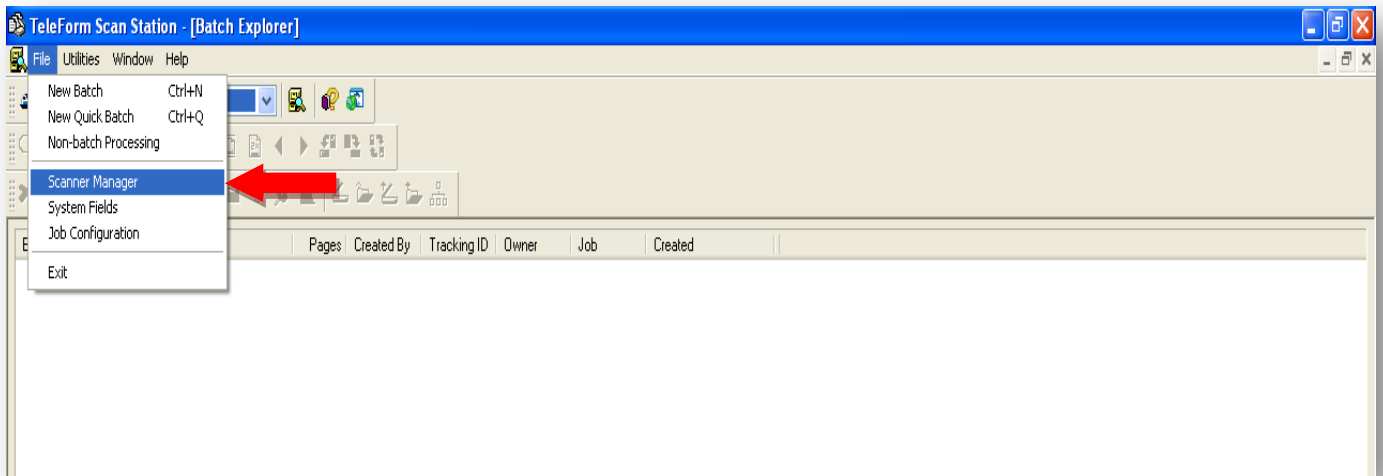 TeleForm Scan Station - [Batch Explorer]
File Utilities Window Help
New Batch Ctrl+N
New Quick Batch Ctrl+Q
Non-batch Processing
Scanner Manager
System Fields
Job Configuration
Exit
Pages Created By Tracking ID Owner Job Created